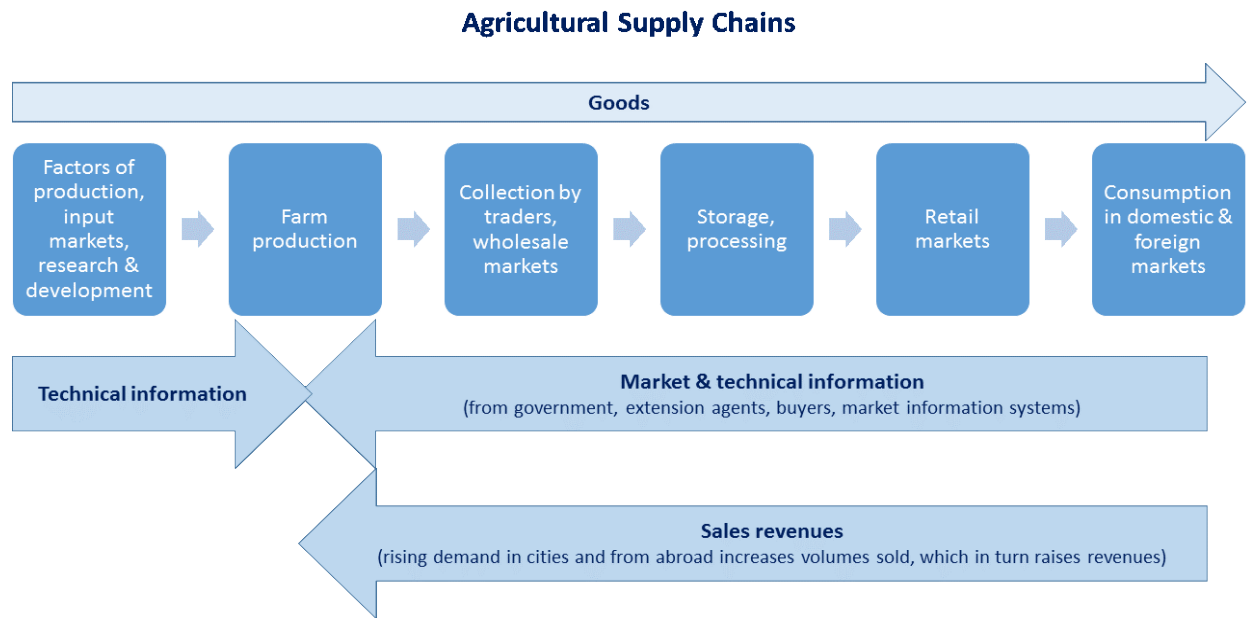 Agricultural Supply Chains
Goods
Factors of
production,
input
markets,
research &
development
Farm
production
Collection by
traders,
wholesale
markets
Storage,
processing
Retail
markets
Consumption
in domestic &
foreign
markets
Technical information
Market & technical information
(from government, extension agents, buyers, market information systems)
Sales revenues
(rising demand in cities and from abroad increases volumes sold, which in turn raises revenues)